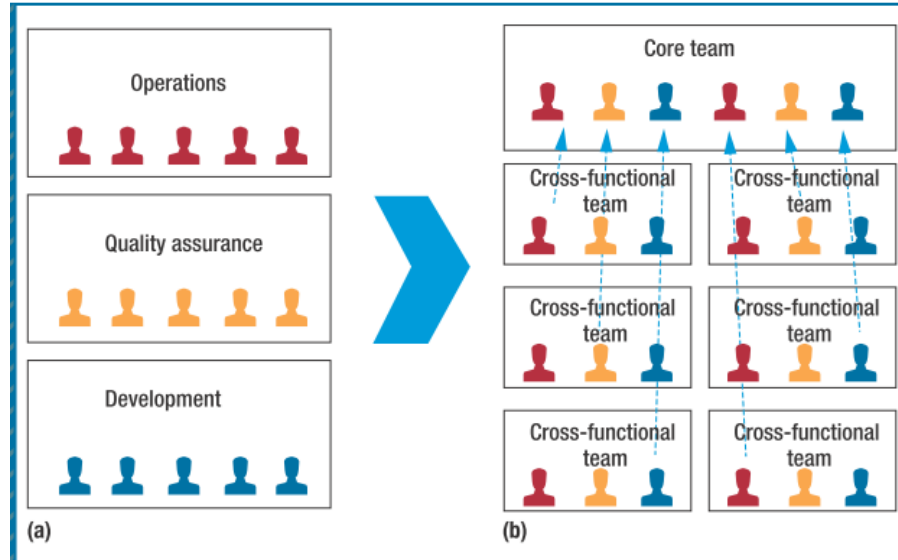 Operations
Quality assurance
Development
(a)
Core team
Cross-functional
team
Cross-functional
team
Cross-functional
team
Cross-functional
team
Cross-functional
team
Cross-functional
team
(b)